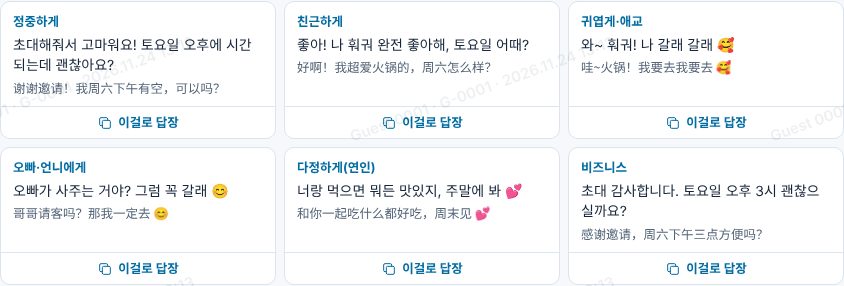 정중하게
초대해줘서 고마워요! 토요일 오후에 시간
되는데 괜찮아요?
谢谢邀请！我周六下午有空，可以吗？
이걸로 답장
친근하게
좋아! 나 훠궈 완전 좋아해, 토요일 어때?
好啊！我超爱火锅的，周六怎么样？
이걸로 답장
귀엽게·애교
와~ 훠궈! 나 갈래 갈래 🥰
哇~火锅！我要去我要去 🥰
이걸로 답장
오빠·언니에게
오빠가 사주는 거야? 그럼 꼭 갈래 😊
哥哥请客吗？那我一定去 😊
이걸로 답장
다정하게(연인)
너랑 먹으면 뭐든 맛있지, 주말에 봐 💕
和你一起吃什么都好吃，周末见 💕
이걸로 답장
비즈니스
초대 감사합니다. 토요일 오후 3시 괜찮으
실까요?
感谢邀请，周六下午三点方便吗？
이걸로 답장
Guest 0001 · G-0001 · 2026.11.24